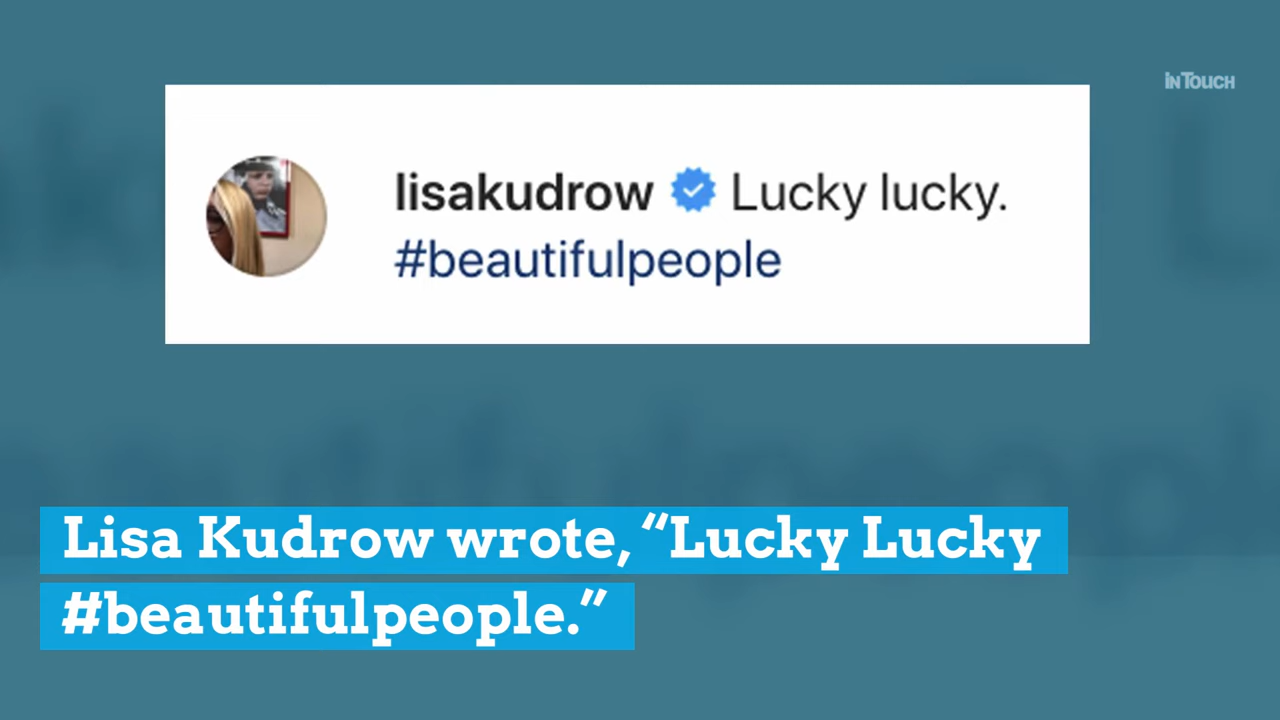 inTouch
lisakudrow Lucky lucky.
#beautifulpeople
Lisa Kudrow wrote, “Lucky Lucky
#beautifulpeople.”